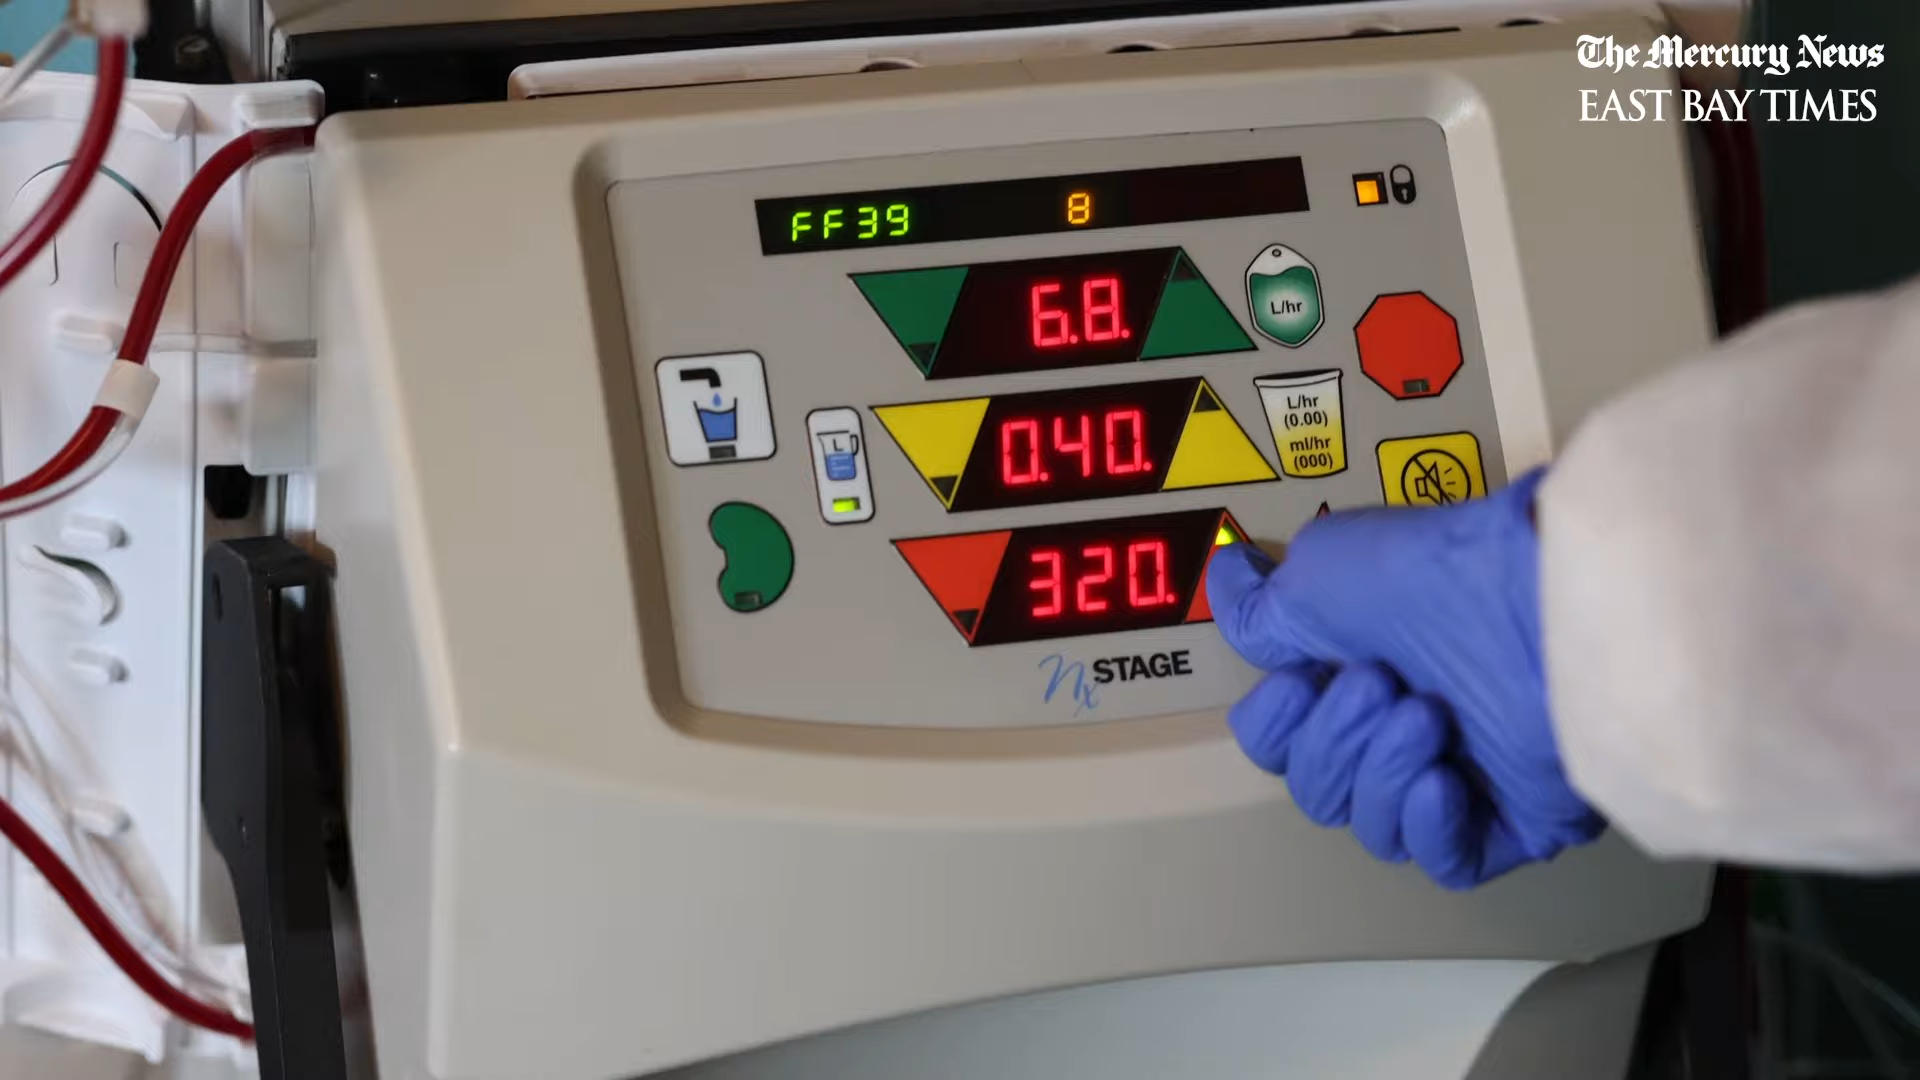 The Mercury News
EAST BAY TIMES
FF39 8
6.8.
L/hr
L/hr
(0.00)
ml/hr
(000)
L
0.40.
320.
NxSTAGE